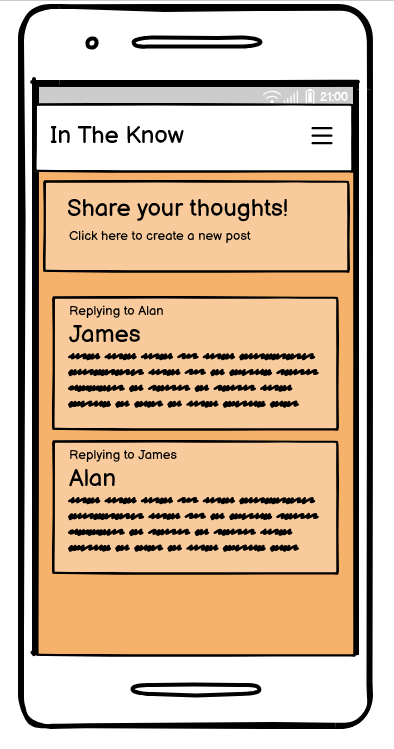 21:00
In The Know
Share your thoughts!
Click here to create a new post
Replying to Alan
James
Replying to James
Alan